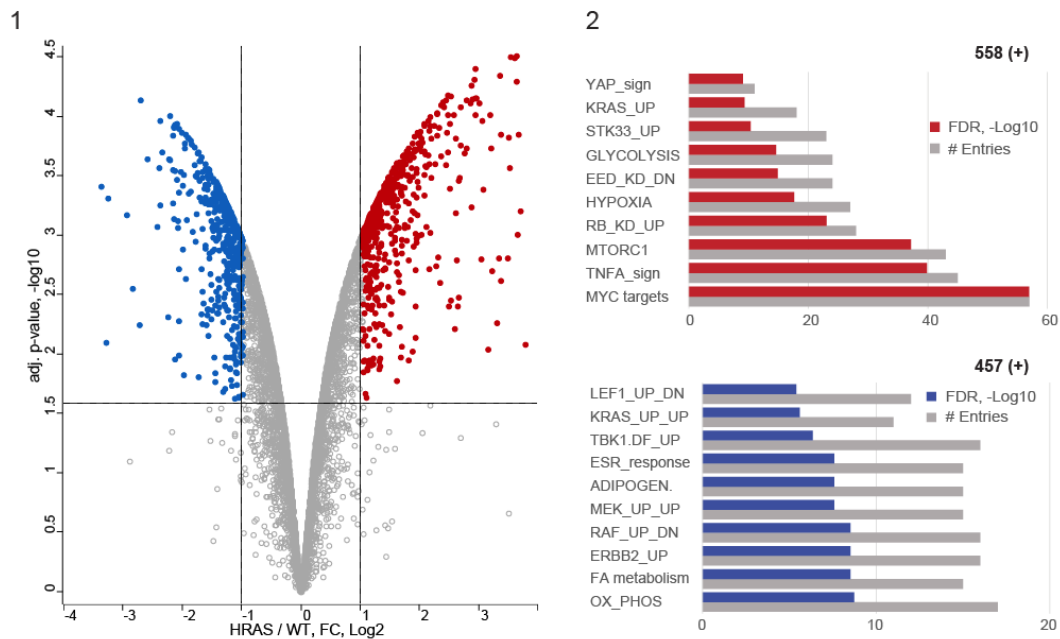 1
4.5
4
3.5
3
2.5
2
1.5
1
0.5
0
adj. p-value, -log10
-4
-3
-2
-1
0
1
2
3
HRAS / WT, FC, Log2
2
558 (+)
YAP_sign
KRAS_UP
STK33_UP
GLYCOLYSIS
EED_KD_DN
HYPOXIA
RB_KD_UP
MTORC1
TNFA_sign
MYC targets
FDR, -Log10
# Entries
0
20
40
60
457 (+)
LEF1_UP_DN
KRAS_UP_UP
TBK1.DF_UP
ESR_response
ADIPOGEN.
MEK_UP_UP
RAF_UP_DN
ERBB2_UP
FA metabolism
OX_PHOS
FDR, -Log10
# Entries
0
10
20